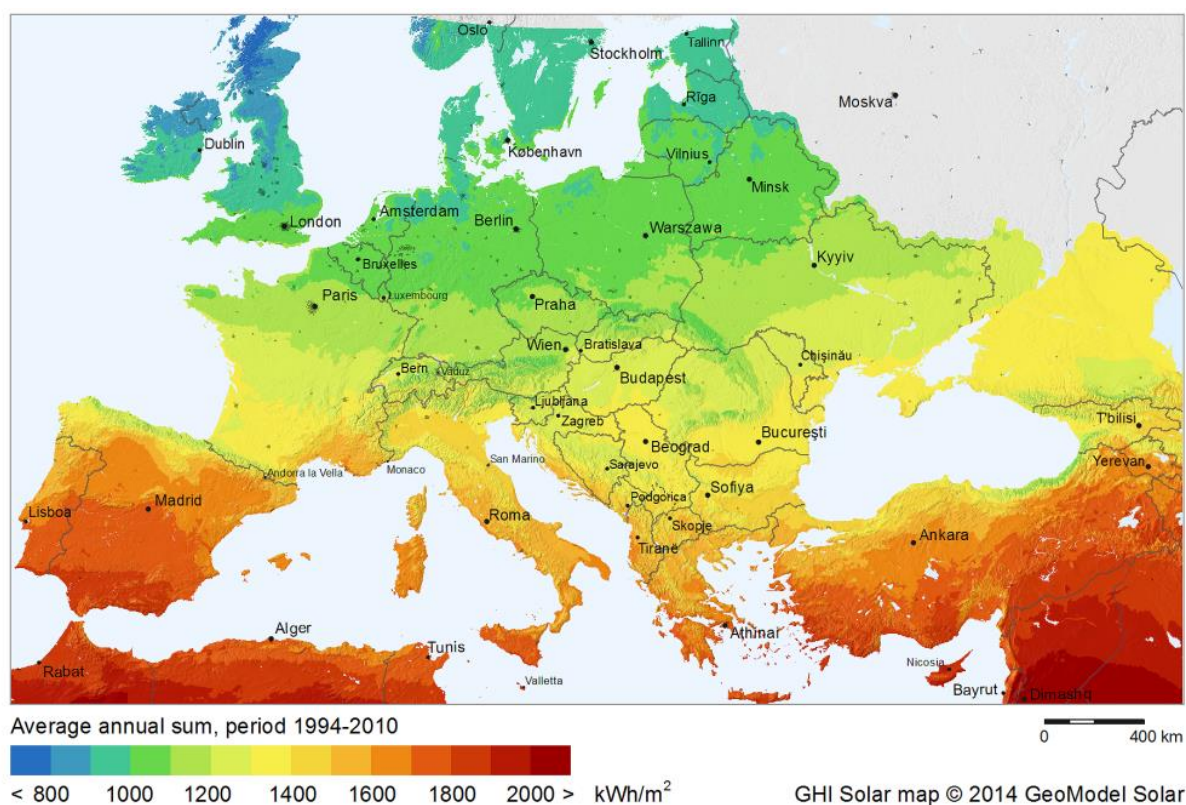 Oslo
Stockholm
Tallinn
Rīga
Moskva
Dublin
København
Vilnius
Minsk
London
Amsterdam
Berlin
Warszawa
Bruxelles
Kyyiv
Paris
Luxembourg
Praha
Wien
Bratislava
Chişinău
Bern
Vaduz
Budapest
Ljubljana
Zagreb
T'bilisi
Beograd
Bucureşti
Andorra la Vella
Monaco
San Marino
Sarajevo
Yerevan
Madrid
Podgorica
Sofiya
Lisboa
Roma
Skopje
Tiranë
Ankara
Alger
Athínai
Tunis
Rabat
Valletta
Nicosia
Bayrut
Dimashq
Average annual sum, period 1994-2010
0 400 km
< 800 1000 1200 1400 1600 1800 2000 > kWh/m²
GHI Solar map © 2014 GeoModel Solar